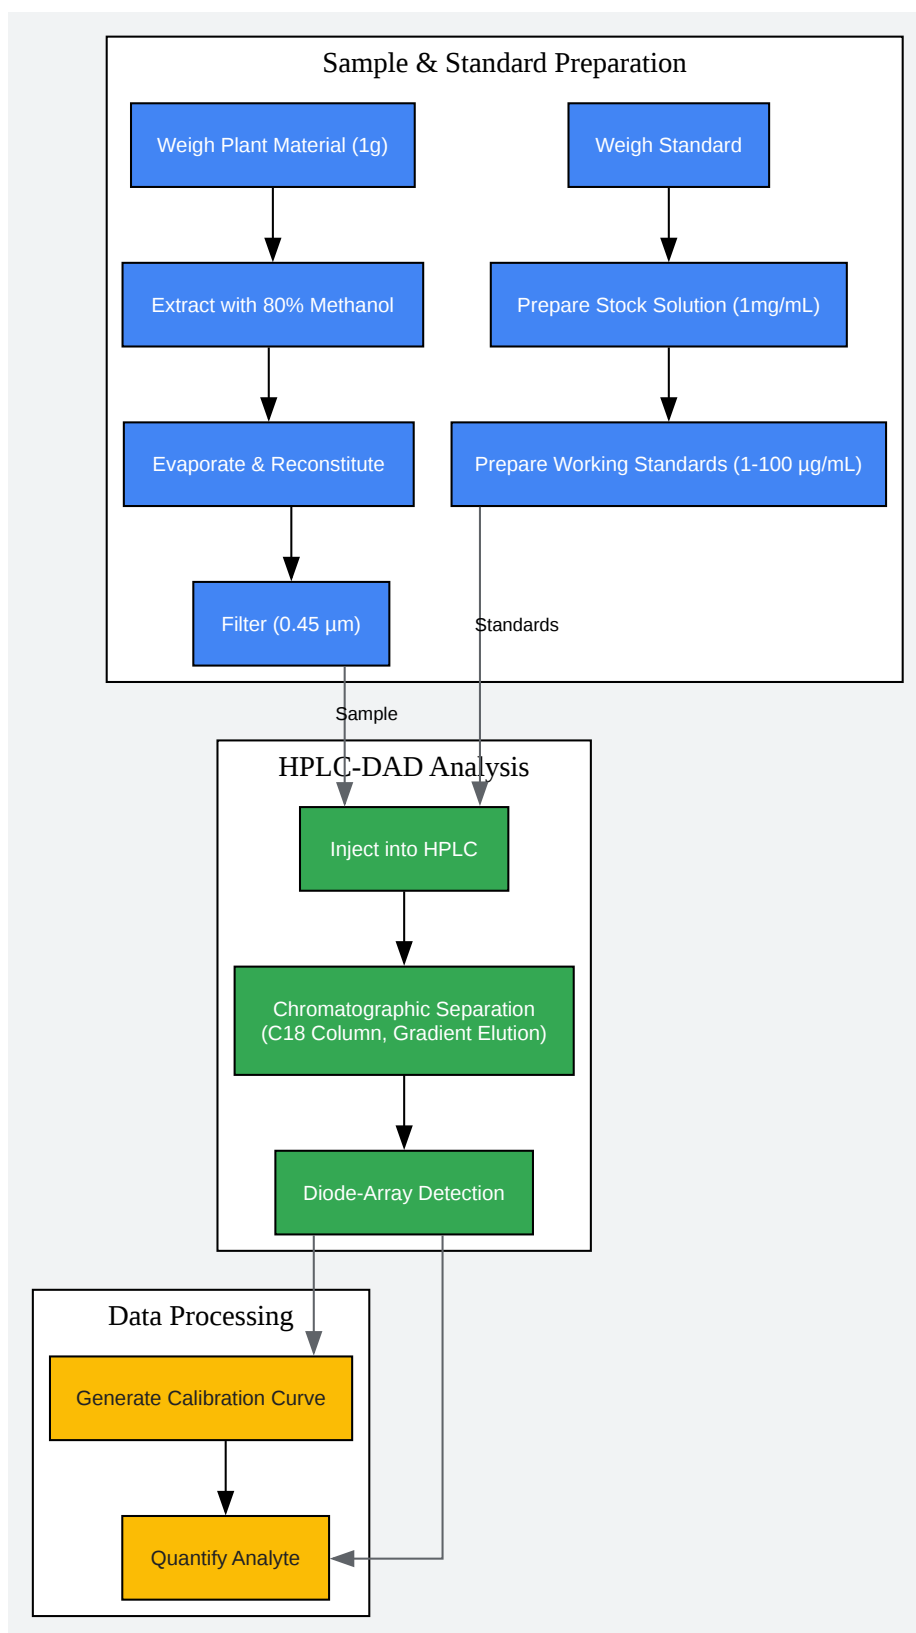 Sample & Standard Preparation
Weigh Plant Material (1g)
Weigh Standard
Extract with 80% Methanol
Prepare Stock Solution (1mg/mL)
Evaporate & Reconstitute
Prepare Working Standards (1-100 µg/mL)
Filter (0.45 µm)
Standards
Sample
HPLC-DAD Analysis
Inject into HPLC
Chromatographic Separation
(C18 Column, Gradient Elution)
Diode-Array Detection
Data Processing
Generate Calibration Curve
Quantify Analyte